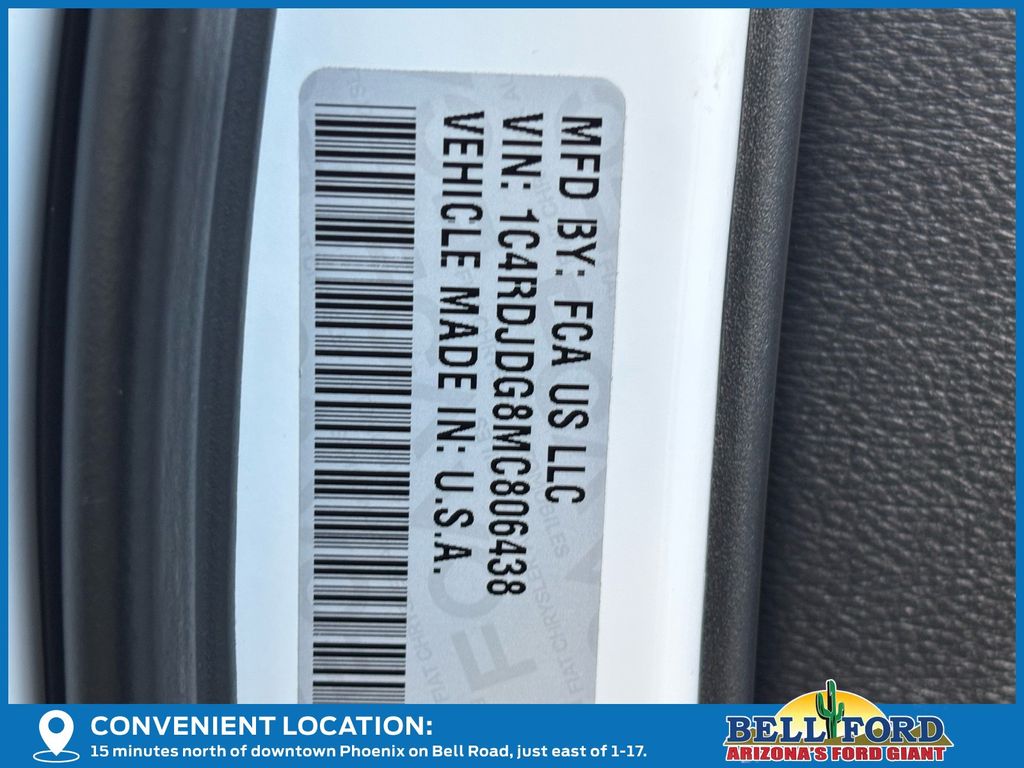 MFD BY: FCA US LLC
VIN: 1C4RDJDG8MC806438
VEHICLE MADE IN: U.S.A.
CONVENIENT LOCATION:
15 minutes north of downtown Phoenix on Bell Road, just east of 1-17.
BELL FORD
ARIZONA'S FORD GIANT